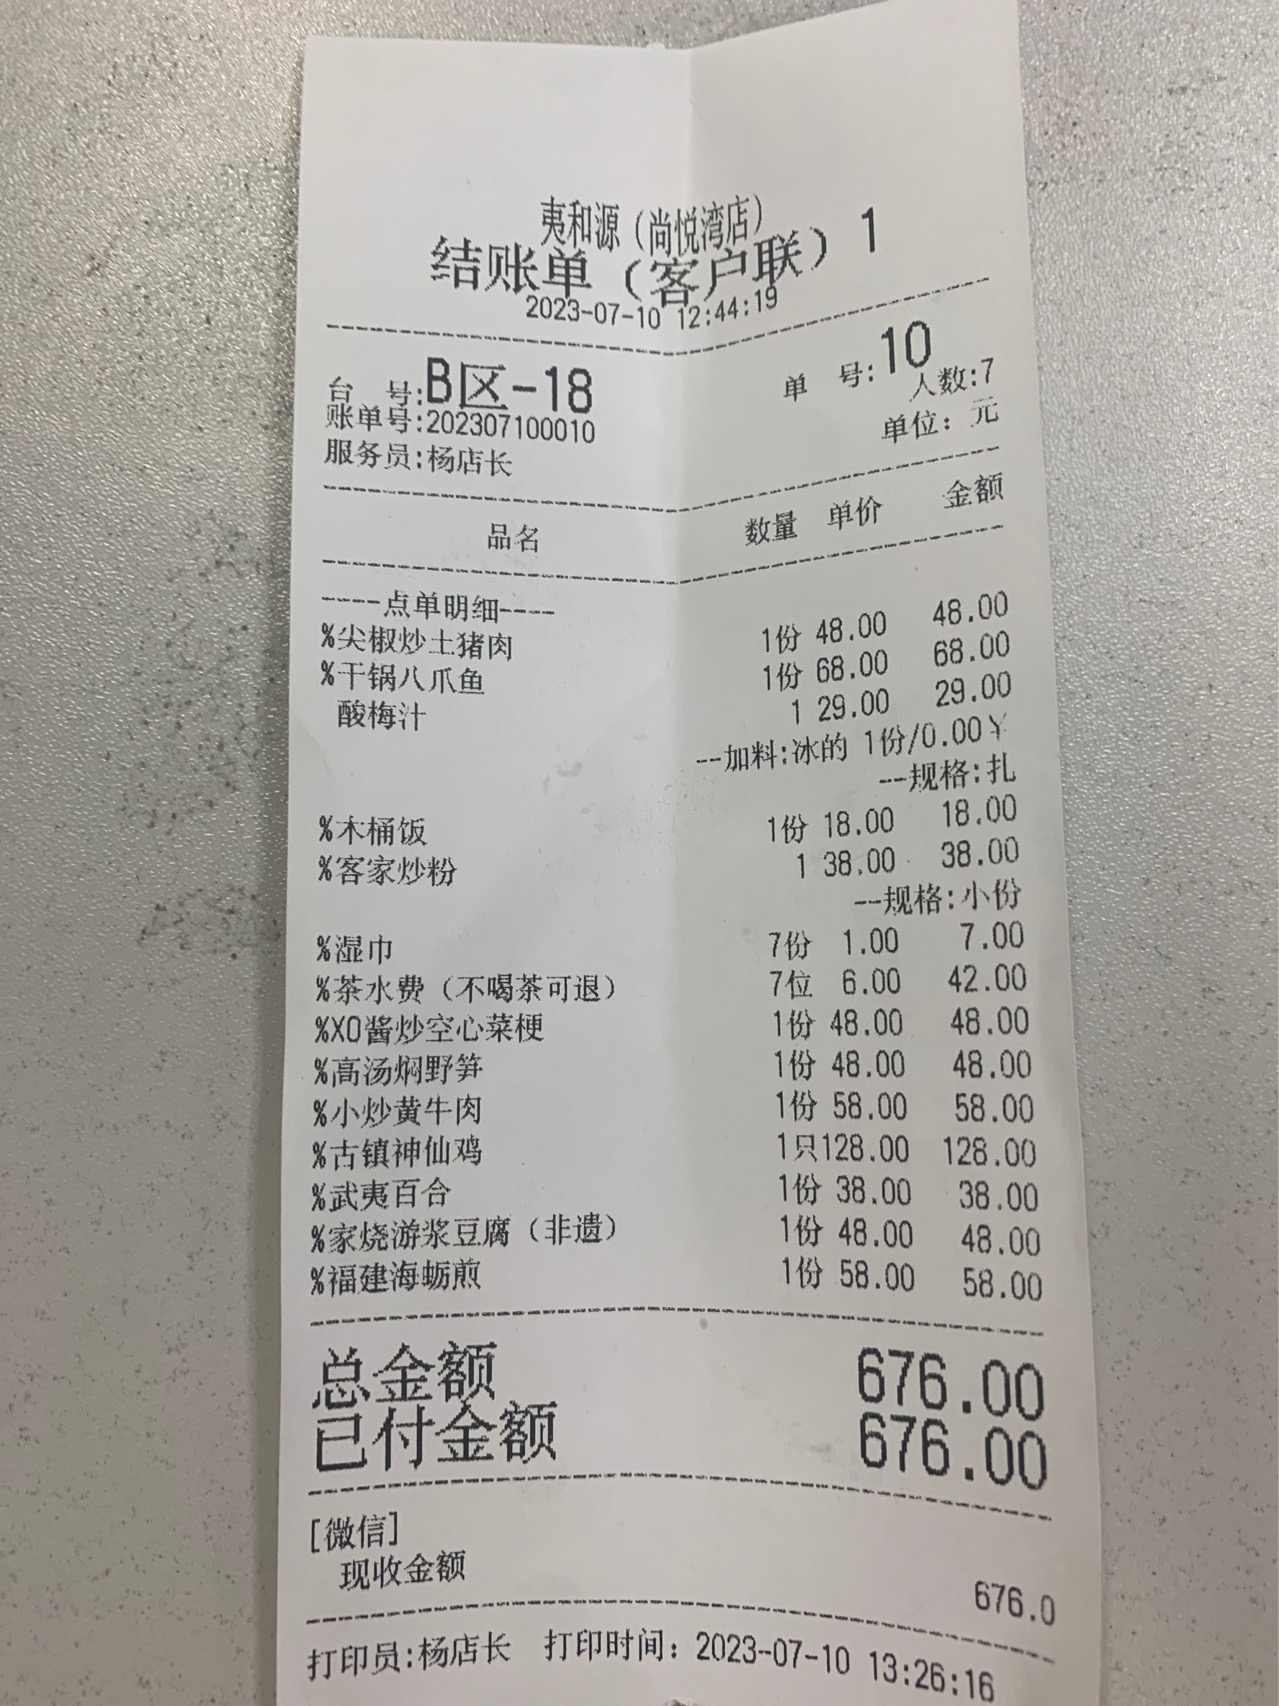 夷和源（尚悦湾店）
结账单（客户联）1
2023-07-10 12:44:19
台 号:B区-18 单 号:10
账单号:202307100010 人数:7
服务员:杨店长 单位：元
品名 数量 单价 金额
----点单明细----
%尖椒炒土猪肉 1份 48.00 48.00
%干锅八爪鱼 1份 68.00 68.00
酸梅汁 1 29.00 29.00
--加料:冰的 1份/0.00¥
--规格:扎
%木桶饭 1份 18.00 18.00
%客家炒粉 1 38.00 38.00
--规格:小份
%湿巾 7份 1.00 7.00
%茶水费（不喝茶可退） 7位 6.00 42.00
%XO酱炒空心菜梗 1份 48.00 48.00
%高汤焖野笋 1份 48.00 48.00
%小炒黄牛肉 1份 58.00 58.00
%古镇神仙鸡 1只128.00 128.00
%武夷百合 1份 38.00 38.00
%家烧游浆豆腐（非遗） 1份 48.00 48.00
%福建海蛎煎 1份 58.00 58.00
总金额 676.00
已付金额 676.00
[微信]
现收金额 676.0
打印员:杨店长 打印时间：2023-07-10 13:26:16